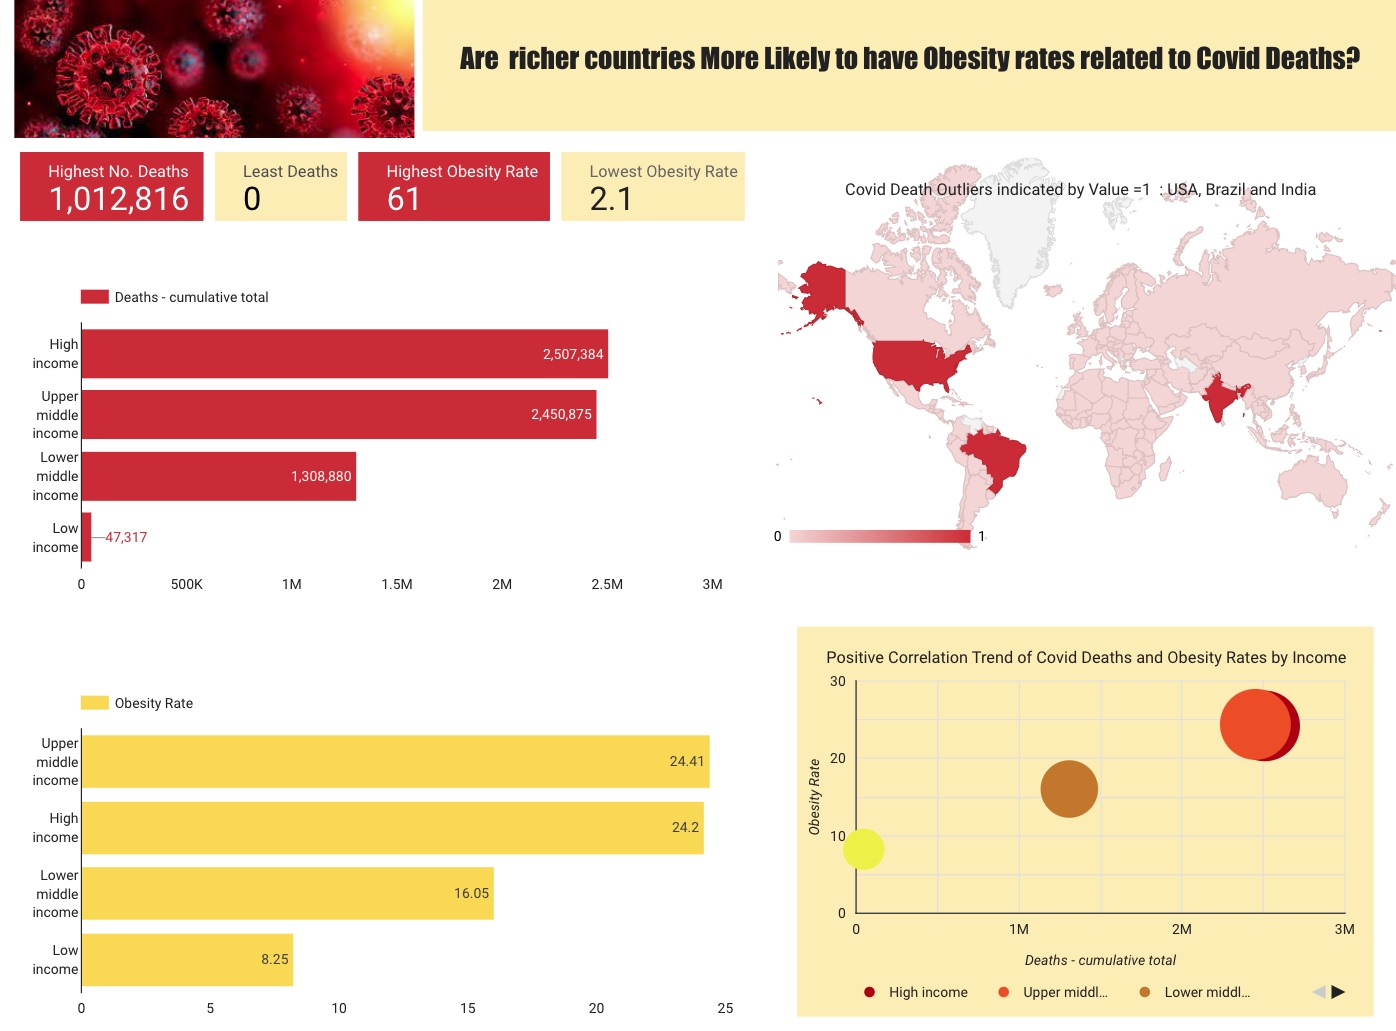 Are richer countries More Likely to have Obesity rates related to Covid Deaths?
Highest No. Deaths
1,012,816
Least Deaths
0
Highest Obesity Rate
61
Lowest Obesity Rate
2.1
Covid Death Outliers indicated by Value =1 : USA, Brazil and India
0
1
Deaths - cumulative total
High
income
2,507,384
Upper
middle
income
2,450,875
Lower
middle
income
1,308,880
Low
income
47,317
0 500K 1M 1.5M 2M 2.5M 3M
Obesity Rate
Upper
middle
income
24.41
High
income
24.2
Lower
middle
income
16.05
Low
income
8.25
0 5 10 15 20 25
Positive Correlation Trend of Covid Deaths and Obesity Rates by Income
30
20
10
0
Obesity Rate
0 1M 2M 3M
Deaths - cumulative total
High income Upper middl... Lower middl...